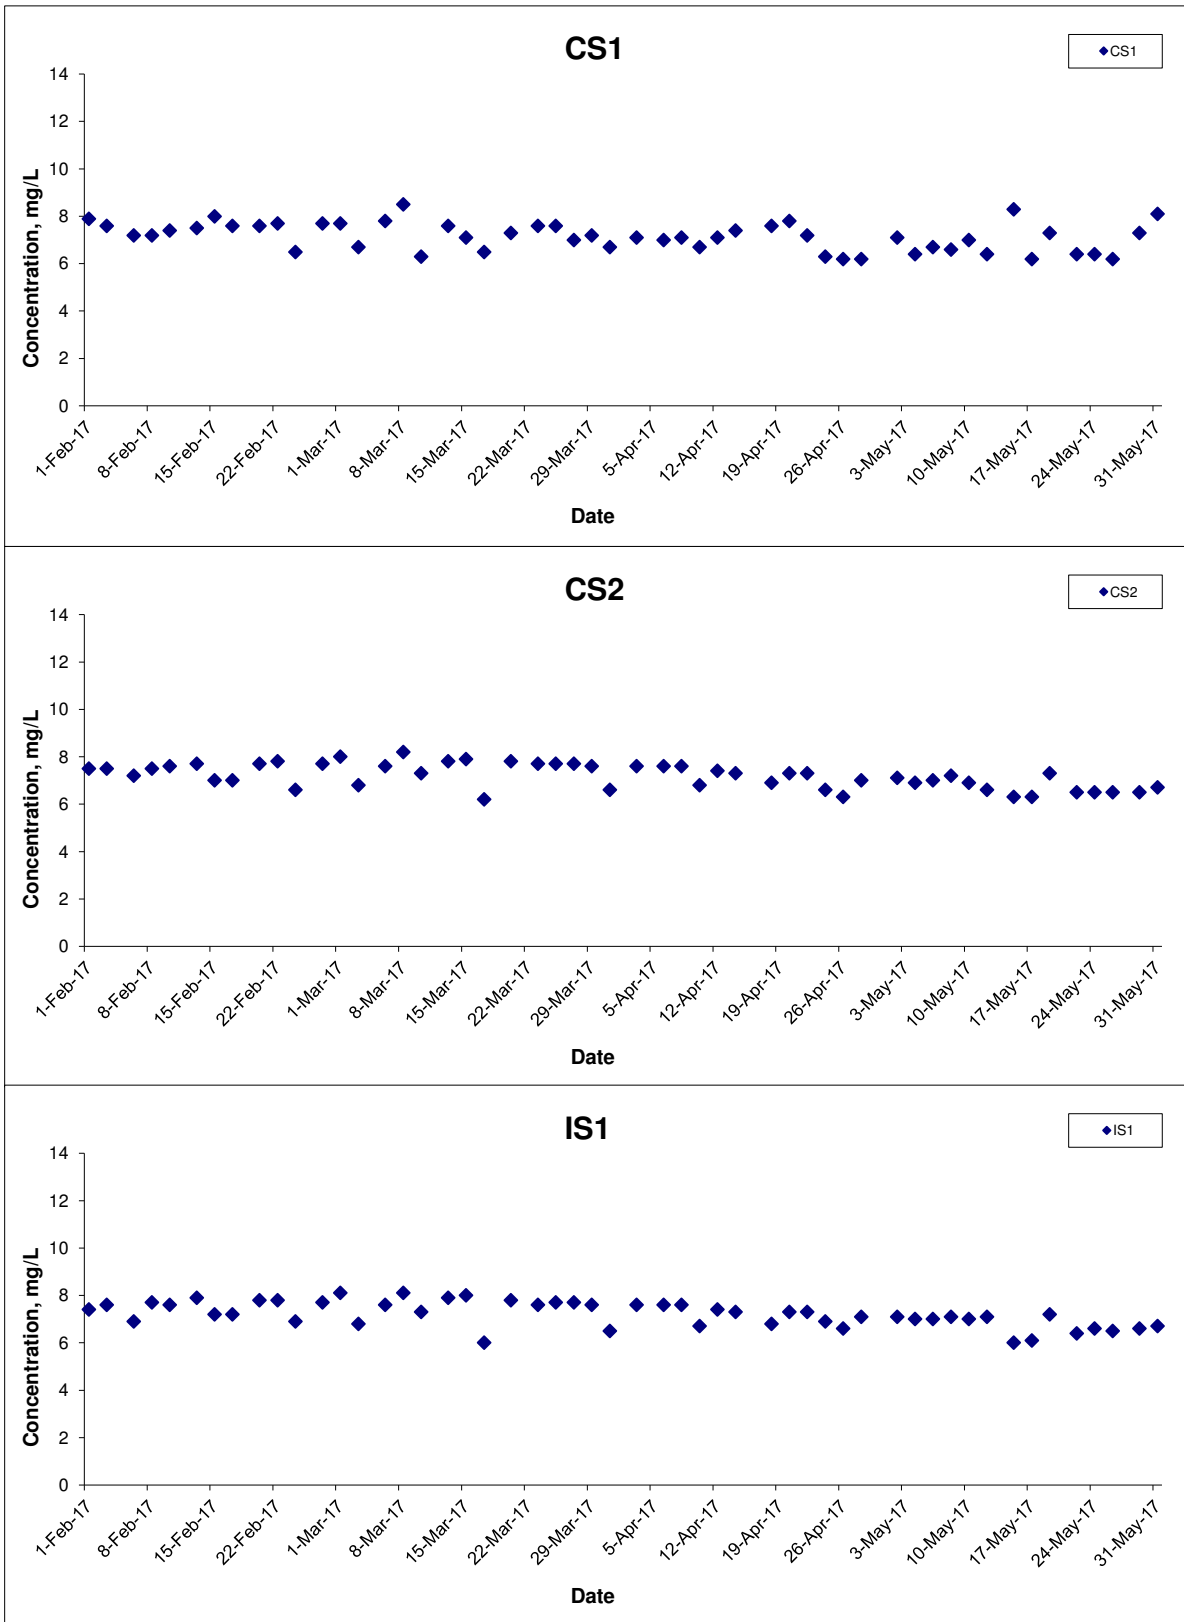 CS1
CS1
14
12
10
8
6
4
2
0
Concentration, mg/L
1-Feb-17
8-Feb-17
15-Feb-17
22-Feb-17
1-Mar-17
8-Mar-17
15-Mar-17
22-Mar-17
29-Mar-17
5-Apr-17
12-Apr-17
19-Apr-17
26-Apr-17
3-May-17
10-May-17
17-May-17
24-May-17
31-May-17
Date
CS2
CS2
14
12
10
8
6
4
2
0
Concentration, mg/L
1-Feb-17
8-Feb-17
15-Feb-17
22-Feb-17
1-Mar-17
8-Mar-17
15-Mar-17
22-Mar-17
29-Mar-17
5-Apr-17
12-Apr-17
19-Apr-17
26-Apr-17
3-May-17
10-May-17
17-May-17
24-May-17
31-May-17
Date
IS1
IS1
14
12
10
8
6
4
2
0
Concentration, mg/L
1-Feb-17
8-Feb-17
15-Feb-17
22-Feb-17
1-Mar-17
8-Mar-17
15-Mar-17
22-Mar-17
29-Mar-17
5-Apr-17
12-Apr-17
19-Apr-17
26-Apr-17
3-May-17
10-May-17
17-May-17
24-May-17
31-May-17
Date